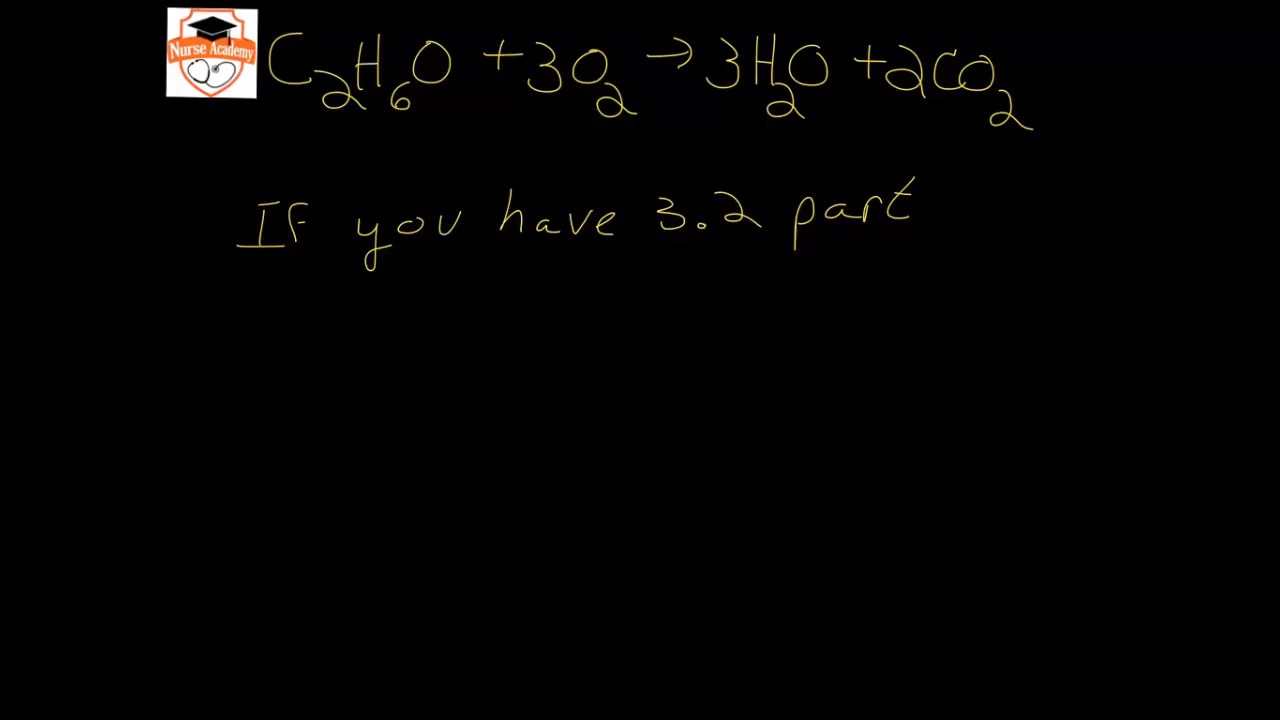 Nurse Academy
C₂H₆O + 3O₂ → 3H₂O + 2CO₂
If you have 3.2 part